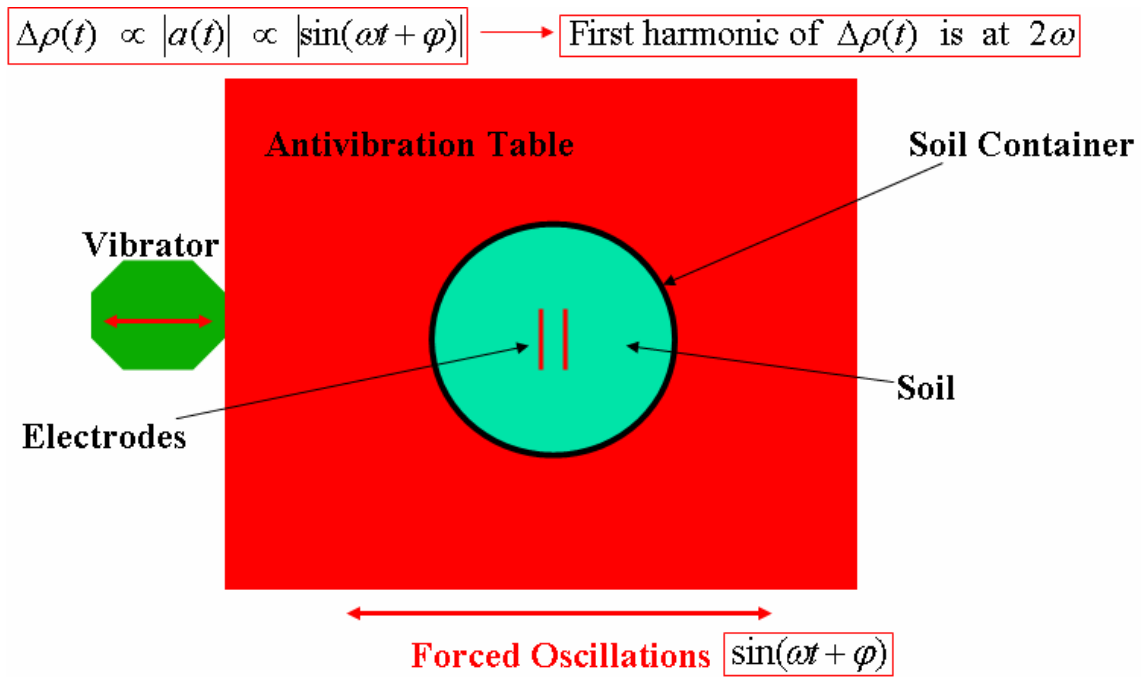 Δρ(t) ∝ |a(t)| ∝ |sin(ωt + φ)| First harmonic of Δρ(t) is at 2ω
Antivibration Table
Soil Container
Vibrator
Soil
Electrodes
Forced Oscillations sin(ωt + φ)